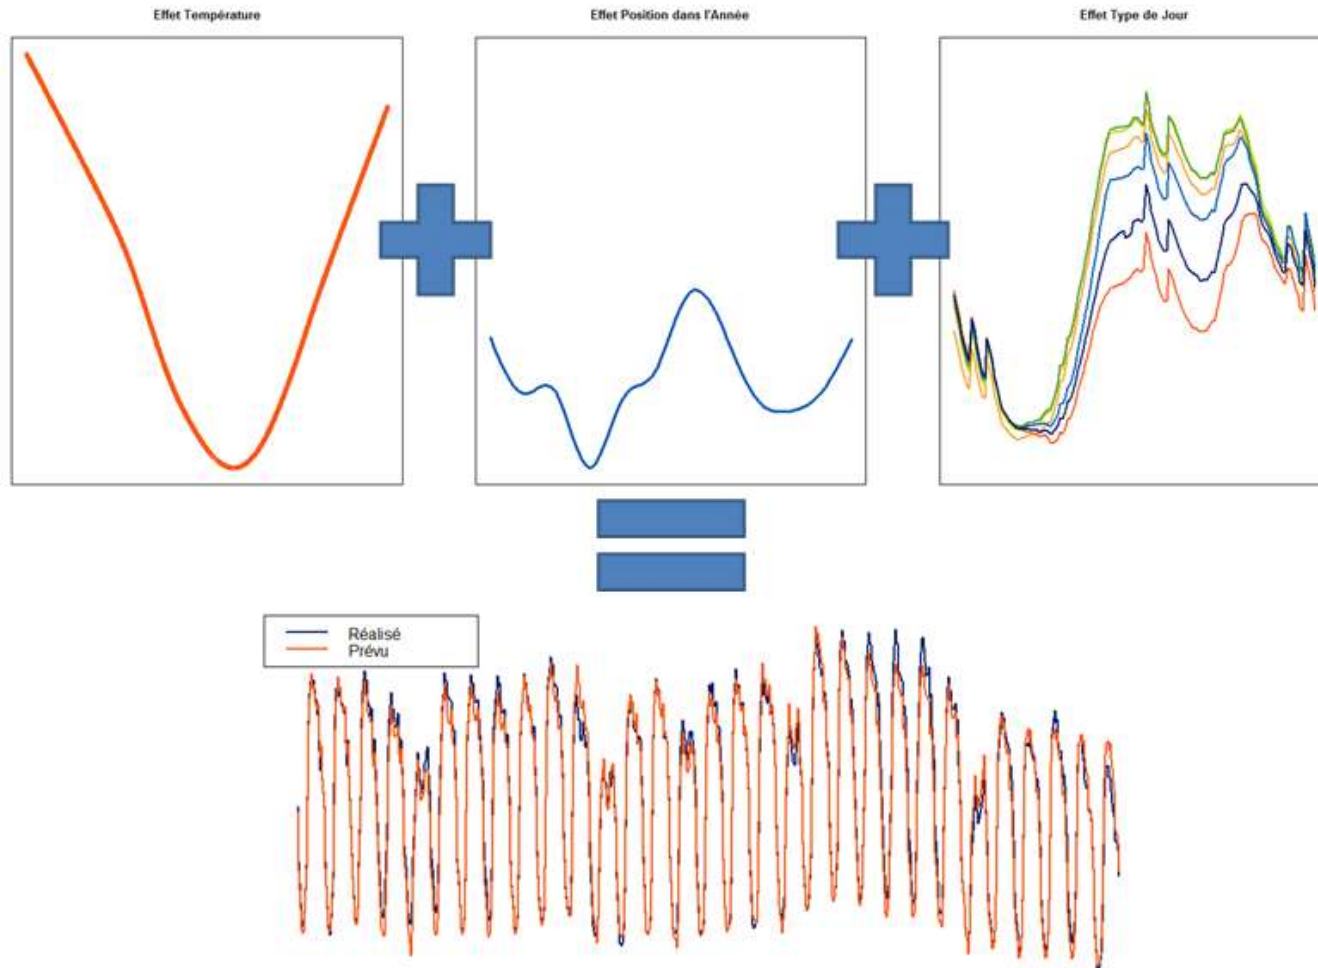 Effet Température
Effet Position dans l'Année
Effet Type de Jour
Réalisé
Prévu